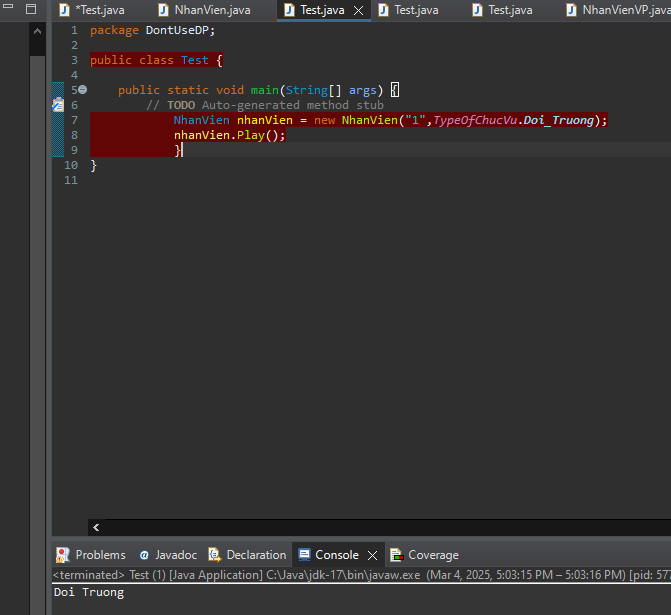 *Test.java NhanVien.java Test.java Test.java Test.java NhanVienVP.java
1 package DontUseDP;
2
3 public class Test {
4
5 public static void main(String[] args) {
6 // TODO Auto-generated method stub
7 NhanVien nhanVien = new NhanVien("1",TypeOfChucVu.Doi_Truong);
8 nhanVien.Play();
9 }
10 }
11
Problems @ Javadoc Declaration Console Coverage
<terminated> Test (1) [Java Application] C:\Java\jdk-17\bin\javaw.exe (Mar 4, 2025, 5:03:15 PM – 5:03:16 PM) [pid:
Doi Truong